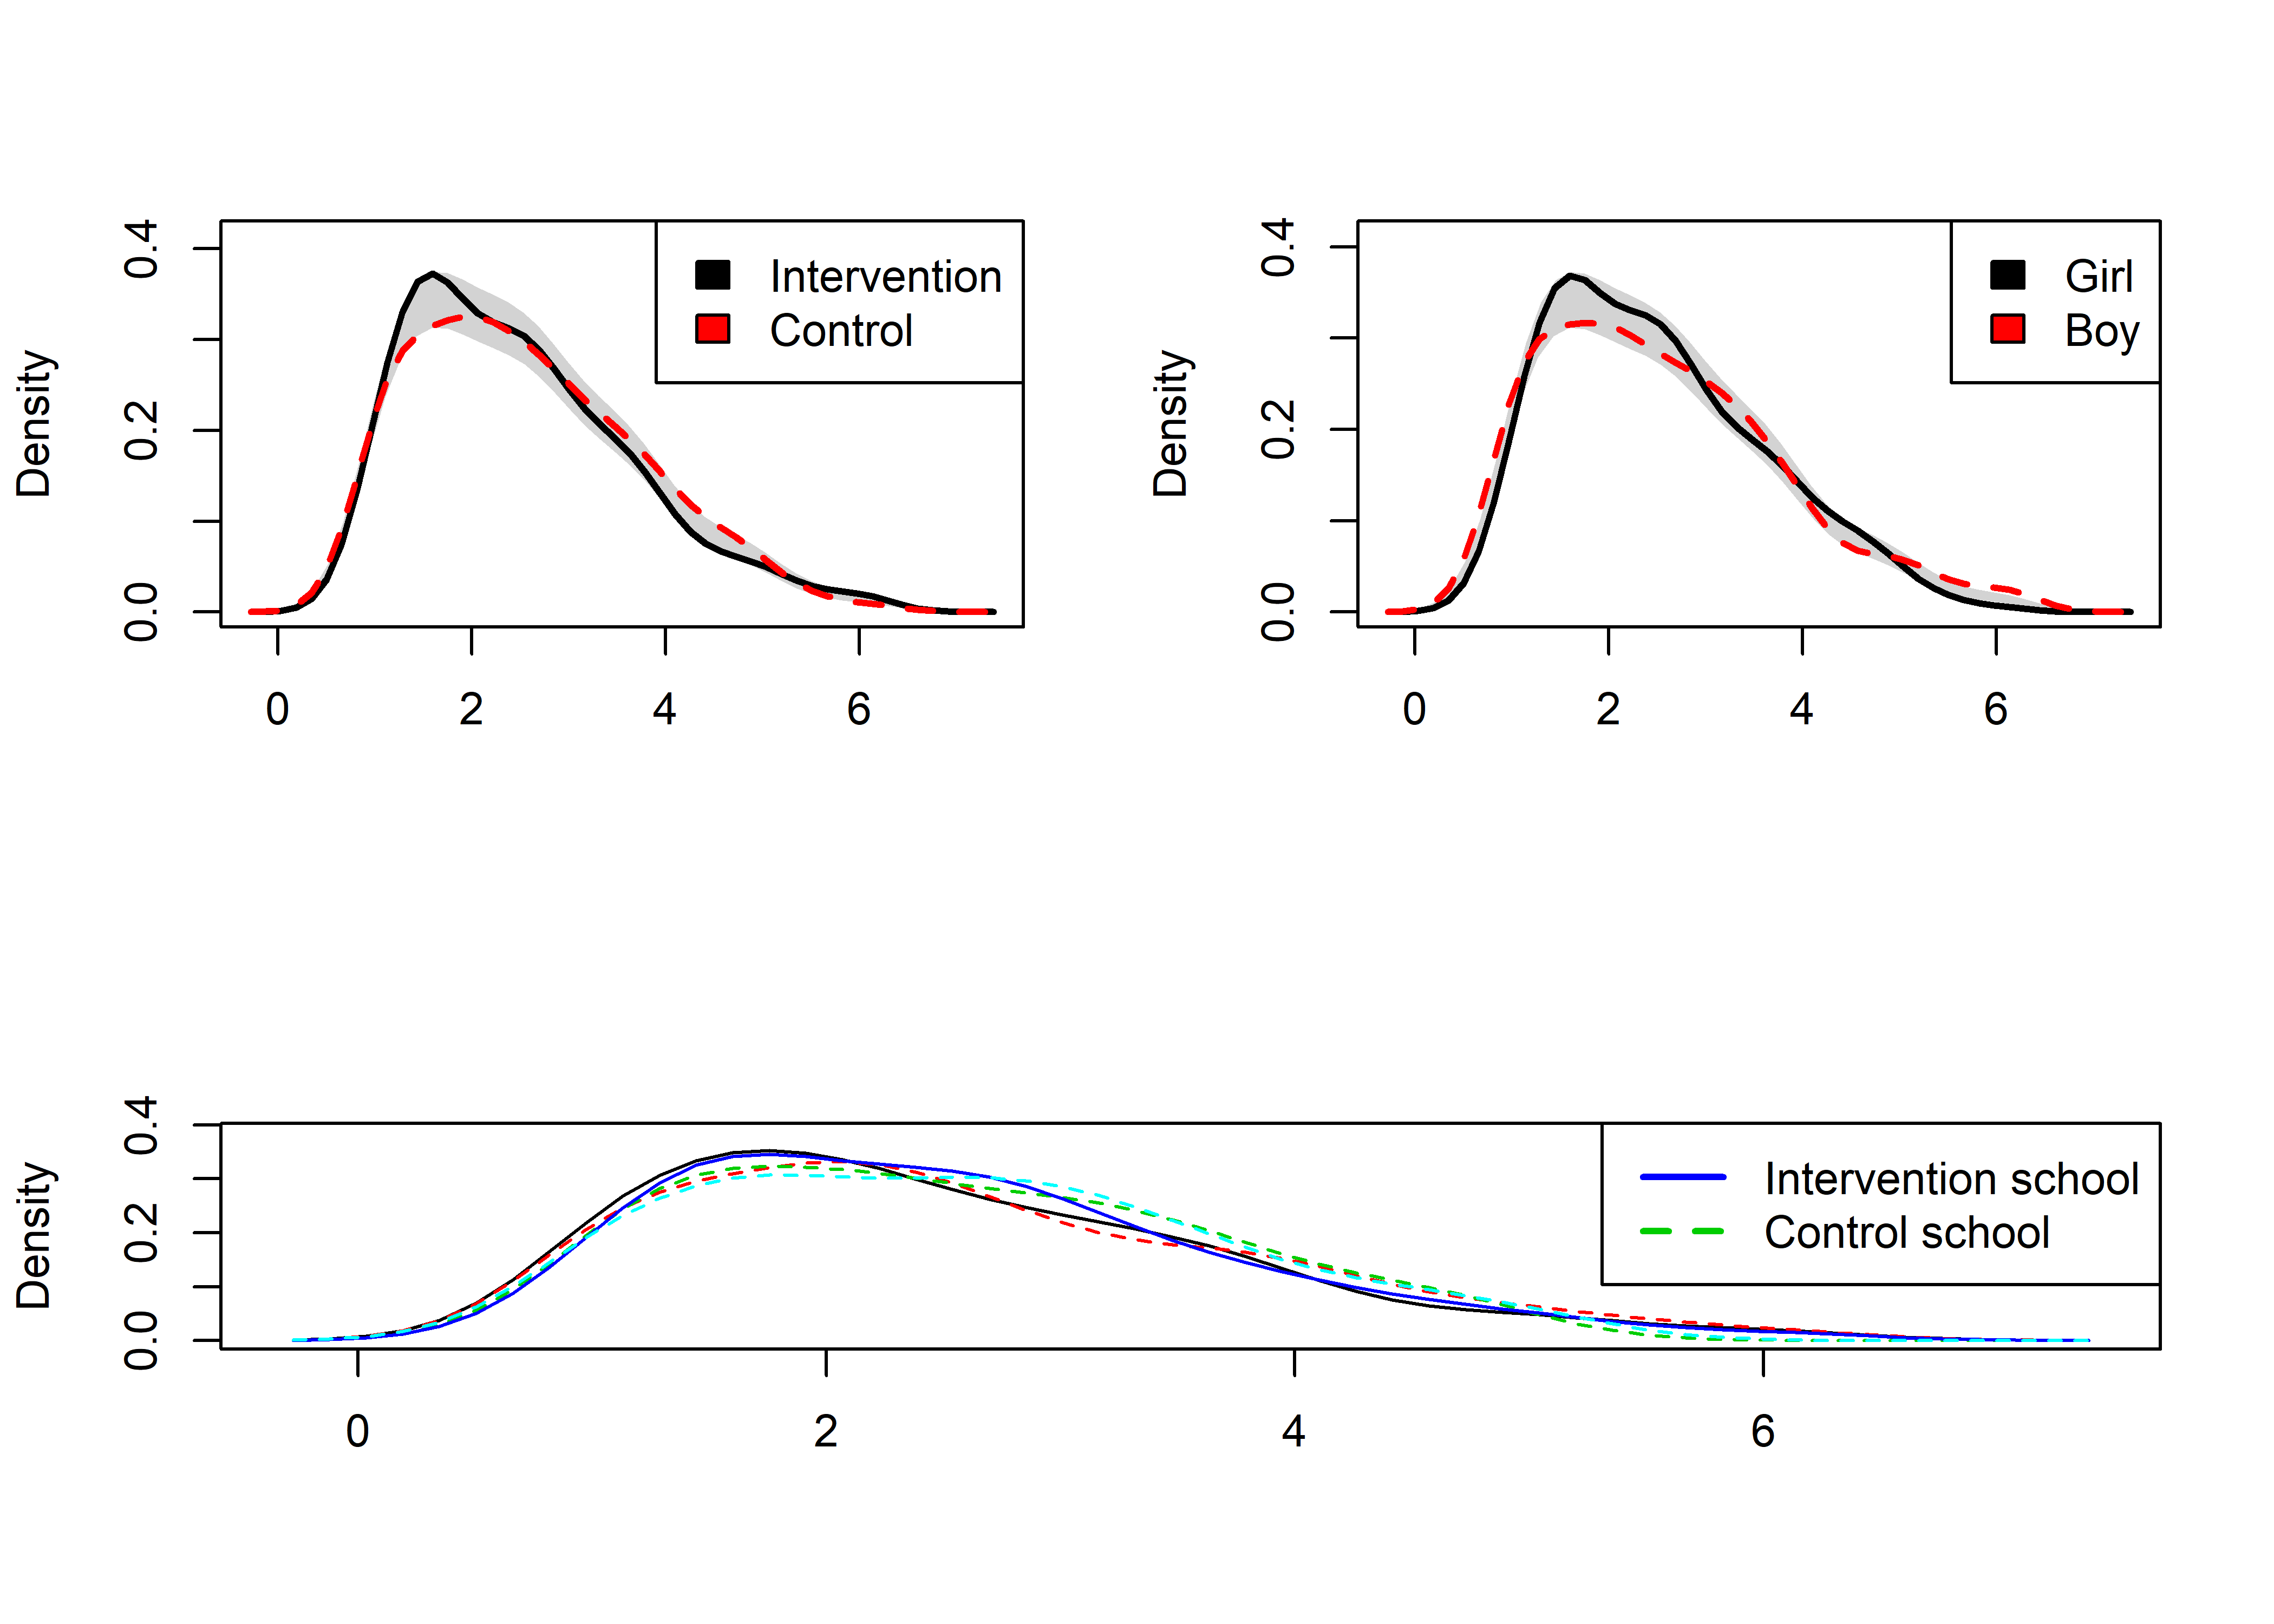 Density
0.4
0.2
0.0
0 2 4 6
Intervention
Control
Density
0.4
0.2
0.0
0 2 4 6
Girl
Boy
Density
0.4
0.2
0.0
0 2 4 6
Intervention school
Control school